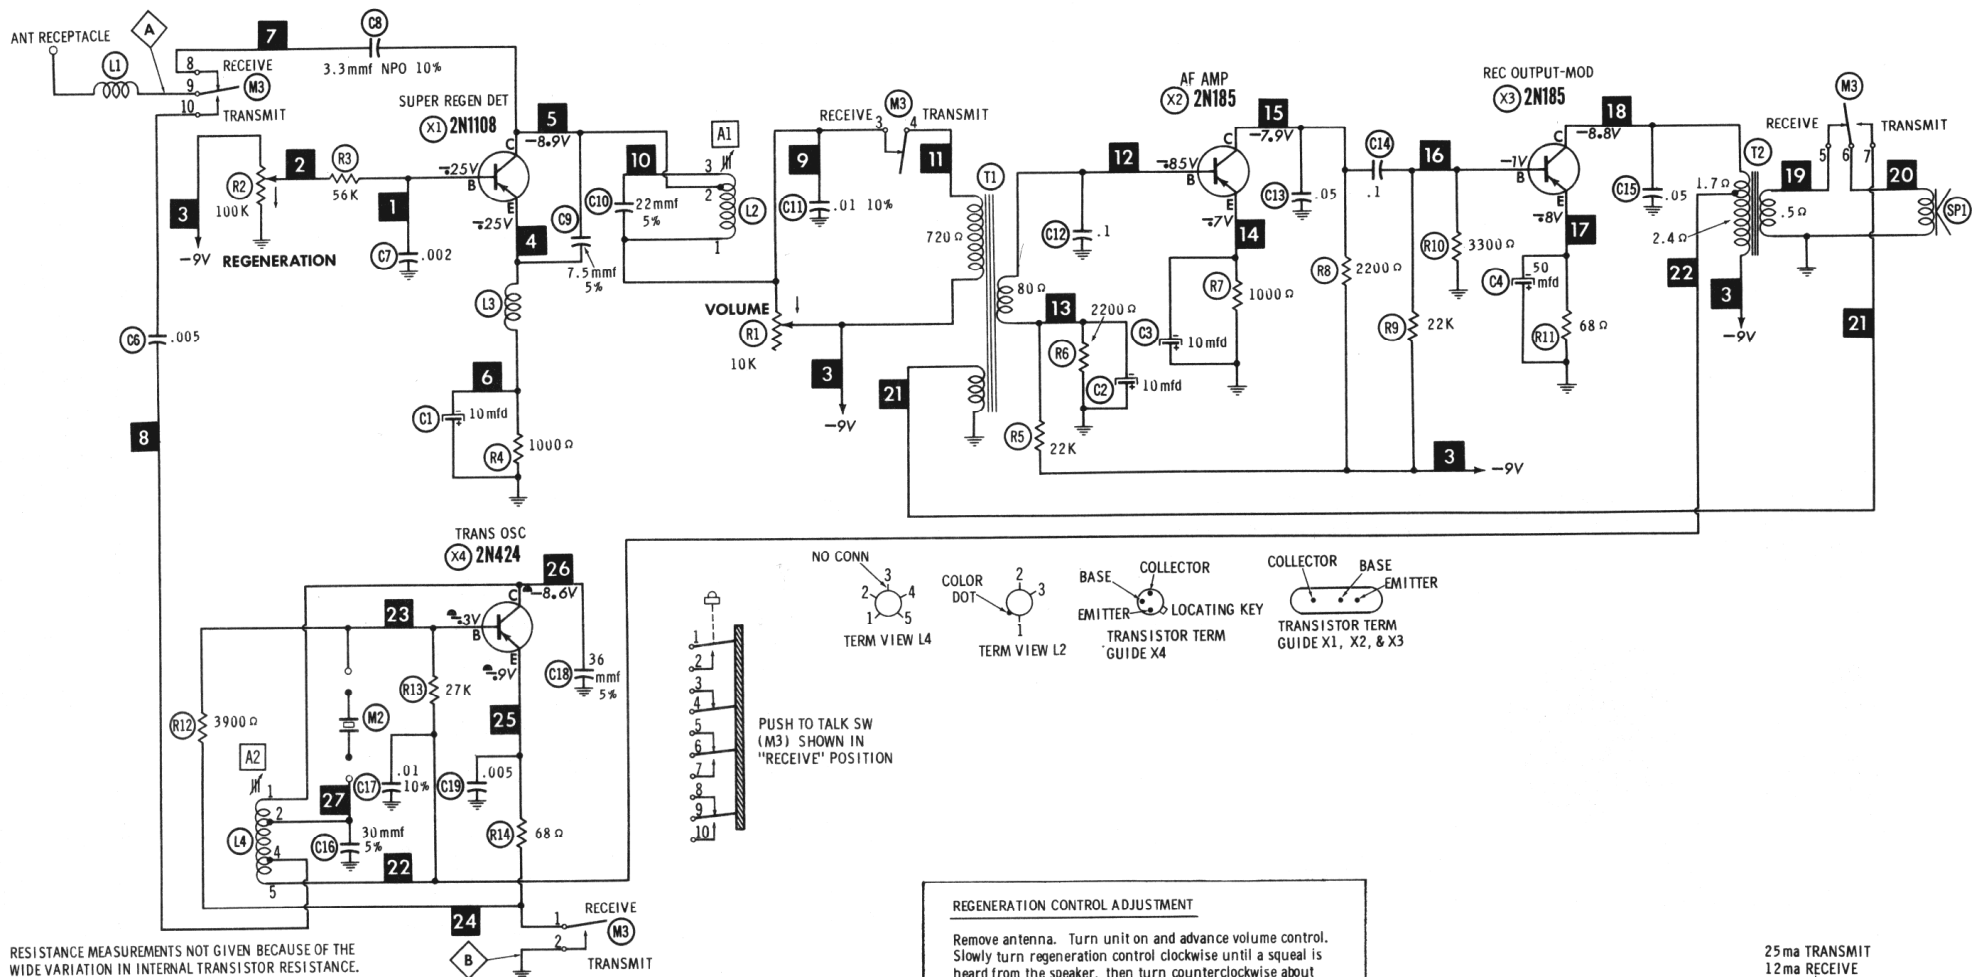 ANT RECEPTACLE
A
L1
7
8
RECEIVE
9
M3
10
TRANSMIT
C8
3.3mmf NPO 10%
SUPER REGEN DET
X1 2N1108
5
-8.9V
C
-.25V
B
E
-.25V
3
-9V
REGENERATION
R2
100K
2
R3
56K
1
C7
.002
4
C9
7.5mmf
5%
L3
6
C1
10mfd
R4
1000Ω
C6
.005
8
10
C10
22mmf
5%
A1
3
2
L2
1
VOLUME
R1
10K
3
-9V
9
C11
.01 10%
RECEIVE
M3
TRANSMIT
3
4
11
T1
720Ω
80Ω
21
12
C12
.1
13
2200Ω
R6
C2
10mfd
R5
22K
AF AMP
X2 2N185
-.85V
B
C
E
-.7V
14
C3
10mfd
R7
1000Ω
15
-7.9V
C13
.05
R8
2200Ω
C14
.1
16
R10
3300Ω
R9
22K
3
-9V
REC OUTPUT-MOD
X3 2N185
-1V
B
C
E
-.8V
17
C4
50
mfd
R11
68Ω
18
-8.8V
C15
.05
1.7Ω
T2
2.4Ω
.5Ω
22
3
-9V
M3
RECEIVE
TRANSMIT
5
6
7
19
20
SP1
21
TRANS OSC
X4 2N424
26
-8.6V
C
-.3V
B
E
-.9V
23
C18
36
mmf
5%
R13
27K
R12
3900Ω
M2
25
A2
C17
.01
10%
C19
.005
1
2
27
L4
4
5
C16
30mmf
5%
22
R14
68Ω
24
B
1
2
RECEIVE
M3
TRANSMIT
1
2
3
4
5
6
7
8
9
10
PUSH TO TALK SW
(M3) SHOWN IN
"RECEIVE" POSITION
NO CONN
3
2
4
1
5
TERM VIEW L4
COLOR
DOT
2
3
1
TERM VIEW L2
BASE
COLLECTOR
EMITTER
LOCATING KEY
TRANSISTOR TERM
GUIDE X4
COLLECTOR
BASE
EMITTER
TRANSISTOR TERM
GUIDE X1, X2, & X3
REGENERATION CONTROL ADJUSTMENT
Remove antenna. Turn unit on and advance volume control.
Slowly turn regeneration control clockwise until a squeal is
heard from the speaker, then turn counterclockwise about
RESISTANCE MEASUREMENTS NOT GIVEN BECAUSE OF THE
WIDE VARIATION IN INTERNAL TRANSISTOR RESISTANCE.
25ma TRANSMIT
12ma RECEIVE